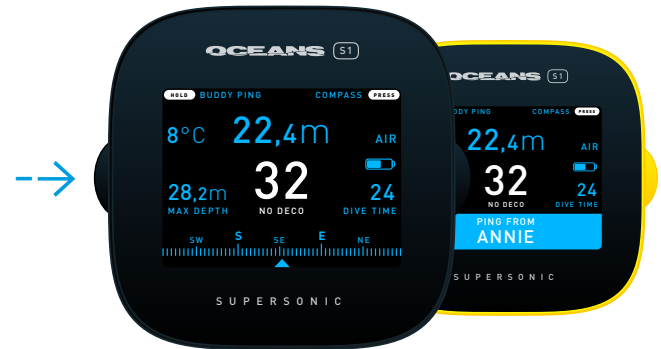 OCEANS S1
HOLD BUDDY PING COMPASS PRESS
8°C 22,4m AIR
28,2m 32 24
MAX DEPTH NO DECO DIVE TIME
SW S SE E NE
SUPERSONIC
OCEANS S1
PING COMPASS PRESS
22,4m AIR
32 24
NO DECO DIVE TIME
PING FROM
ANNIE
SUPERSONIC